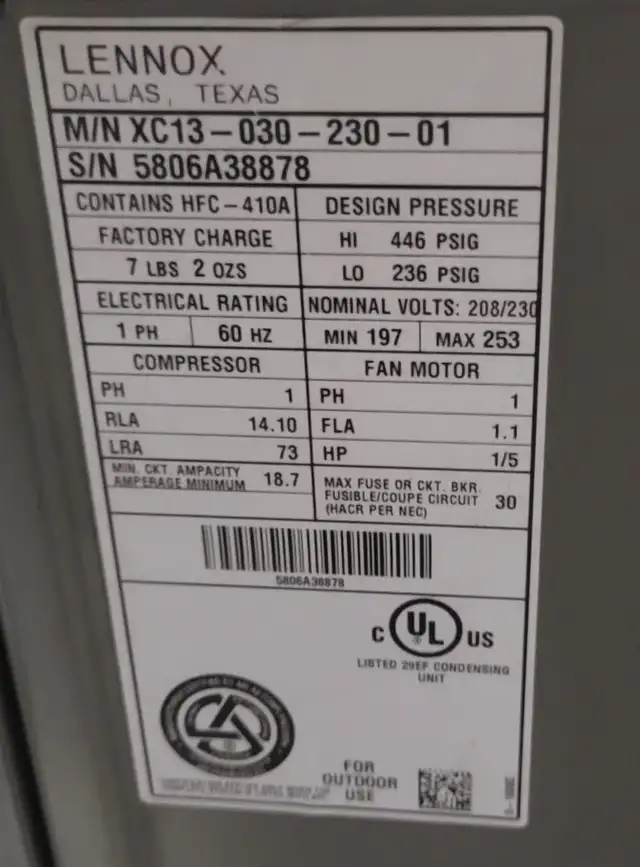 LENNOX
DALLAS, TEXAS
M/N XC13-030-230-01
S/N 5806A38878
CONTAINS HFC-410A
FACTORY CHARGE
7 LBS 2 OZS
DESIGN PRESSURE
HI 446 PSIG
LO 236 PSIG
ELECTRICAL RATING
NOMINAL VOLTS: 208/230
1 PH 60 HZ
MIN 197 MAX 253
COMPRESSOR
PH 1
RLA 14.10
LRA 73
MIN. CKT. AMPACITY
AMPERAGE MINIMUM 18.7
FAN MOTOR
PH 1
FLA 1.1
HP 1/5
MAX FUSE OR CKT. BKR.
FUSIBLE/COUPE CIRCUIT 30
(HACR PER NEC)
5806A38878
C UL US
LISTED 29EF CONDENSING
UNIT
FOR
OUTDOOR
USE